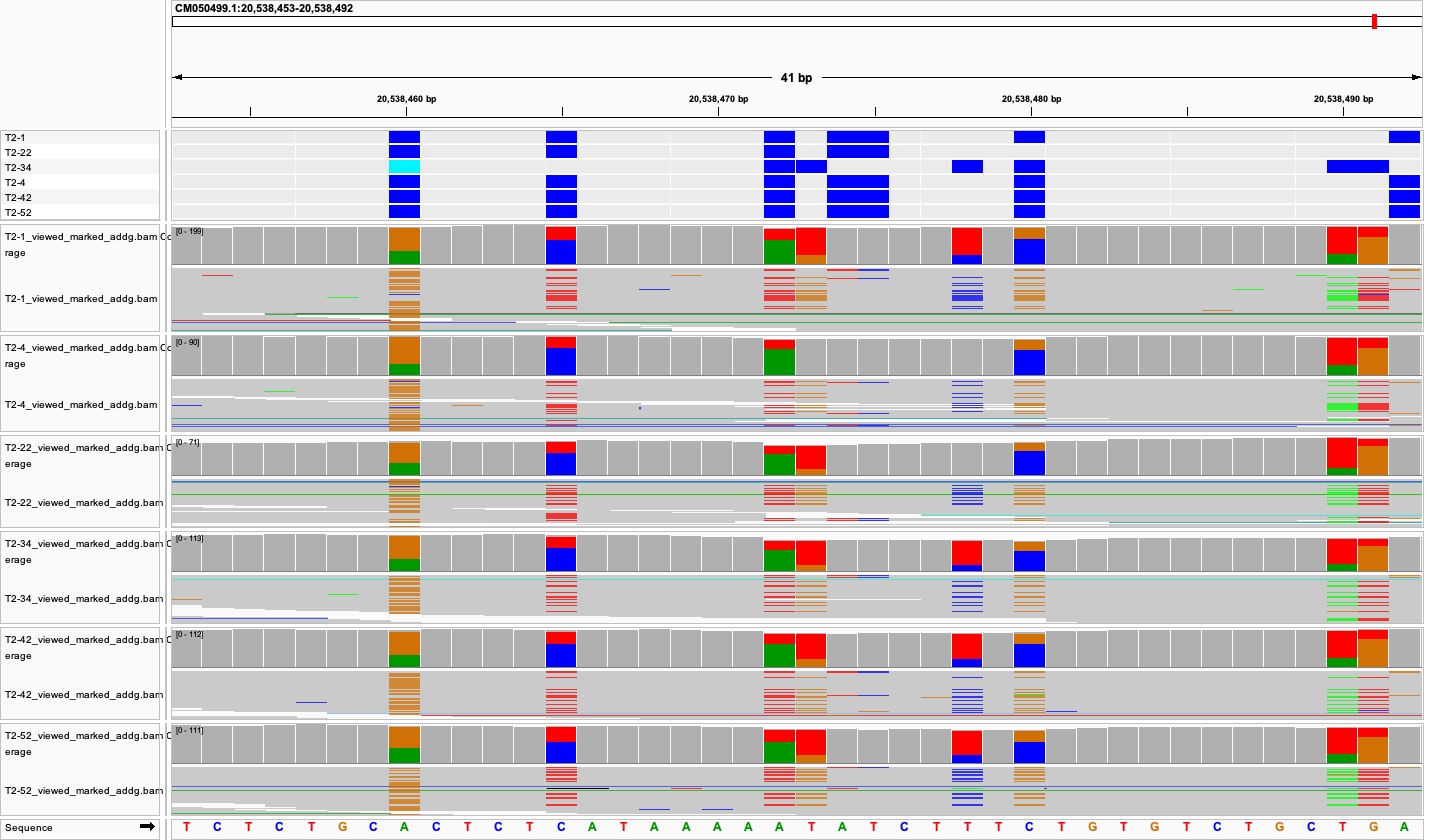 CM050499.1:20,538,453-20,538,492
41 bp
20,538,460 bp 20,538,470 bp 20,538,480 bp 20,538,490 bp
T2-1
T2-22
T2-34
T2-4
T2-42
T2-52
T2-1_viewed_marked_addg.bam Co
rage
[0 - 199]
T2-1_viewed_marked_addg.bam
T2-4_viewed_marked_addg.bam Co
rage
[0 - 90]
T2-4_viewed_marked_addg.bam
T2-22_viewed_marked_addg.bam C
erage
[0 - 71]
T2-22_viewed_marked_addg.bam
T2-34_viewed_marked_addg.bam C
erage
[0 - 113]
T2-34_viewed_marked_addg.bam
T2-42_viewed_marked_addg.bam C
erage
[0 - 112]
T2-42_viewed_marked_addg.bam
T2-52_viewed_marked_addg.bam C
erage
[0 - 111]
T2-52_viewed_marked_addg.bam
Sequence T C T C T G C A C T C T C A T A A A A A T A T C T T T C T G T G T C T G C T G A